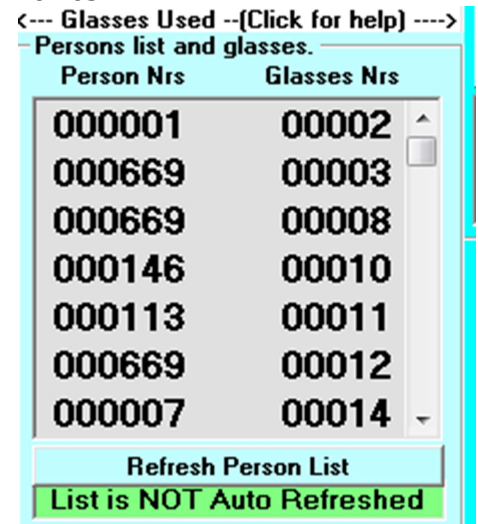 <--- Glasses Used --(Click for help) ---->
Persons list and glasses.
Person Nrs Glasses Nrs
000001 00002
000669 00003
000669 00008
000146 00010
000113 00011
000669 00012
000007 00014
Refresh Person List
List is NOT Auto Refreshed